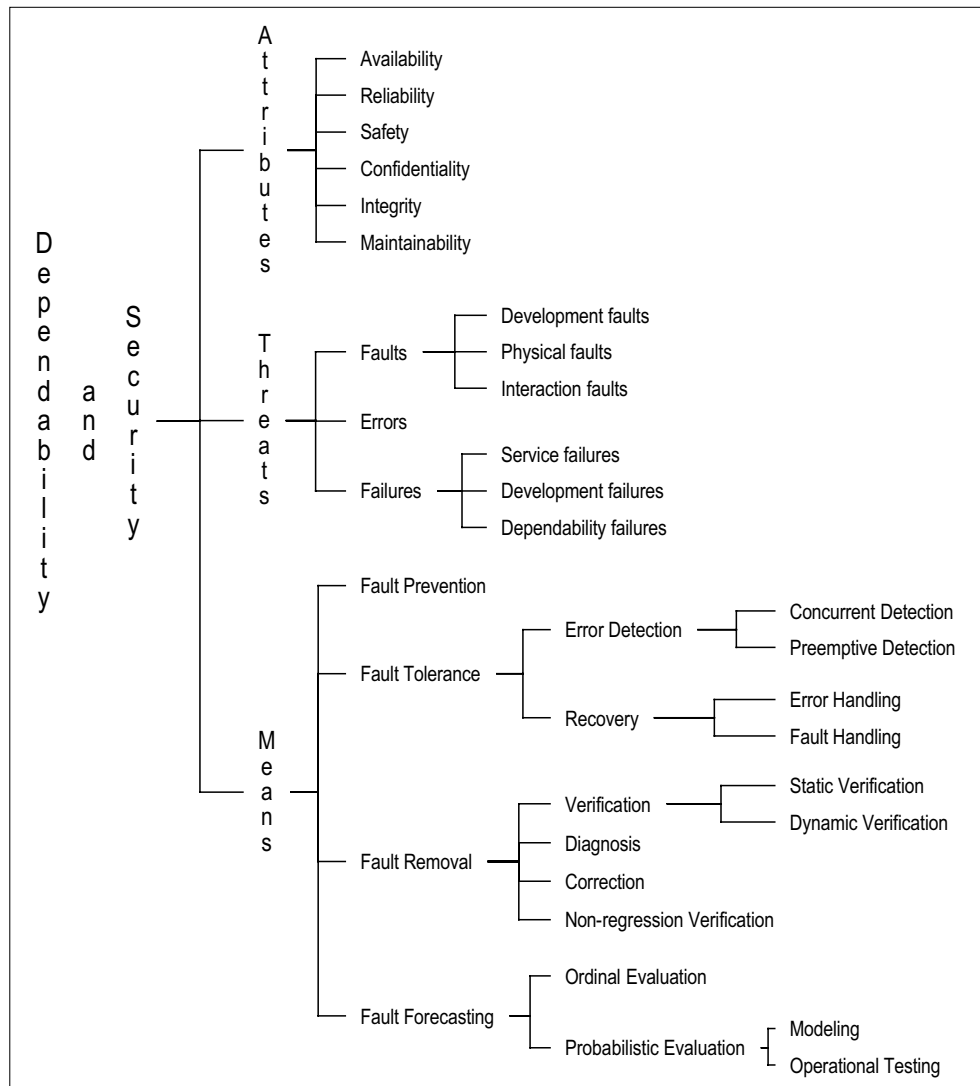 Dependability
and
Security
Attributes
Availability
Reliability
Safety
Confidentiality
Integrity
Maintainability
Threats
Faults
Development faults
Physical faults
Interaction faults
Errors
Failures
Service failures
Development failures
Dependability failures
Means
Fault Prevention
Fault Tolerance
Error Detection
Concurrent Detection
Preemptive Detection
Recovery
Error Handling
Fault Handling
Fault Removal
Verification
Static Verification
Dynamic Verification
Diagnosis
Correction
Non-regression Verification
Fault Forecasting
Ordinal Evaluation
Probabilistic Evaluation
Modeling
Operational Testing